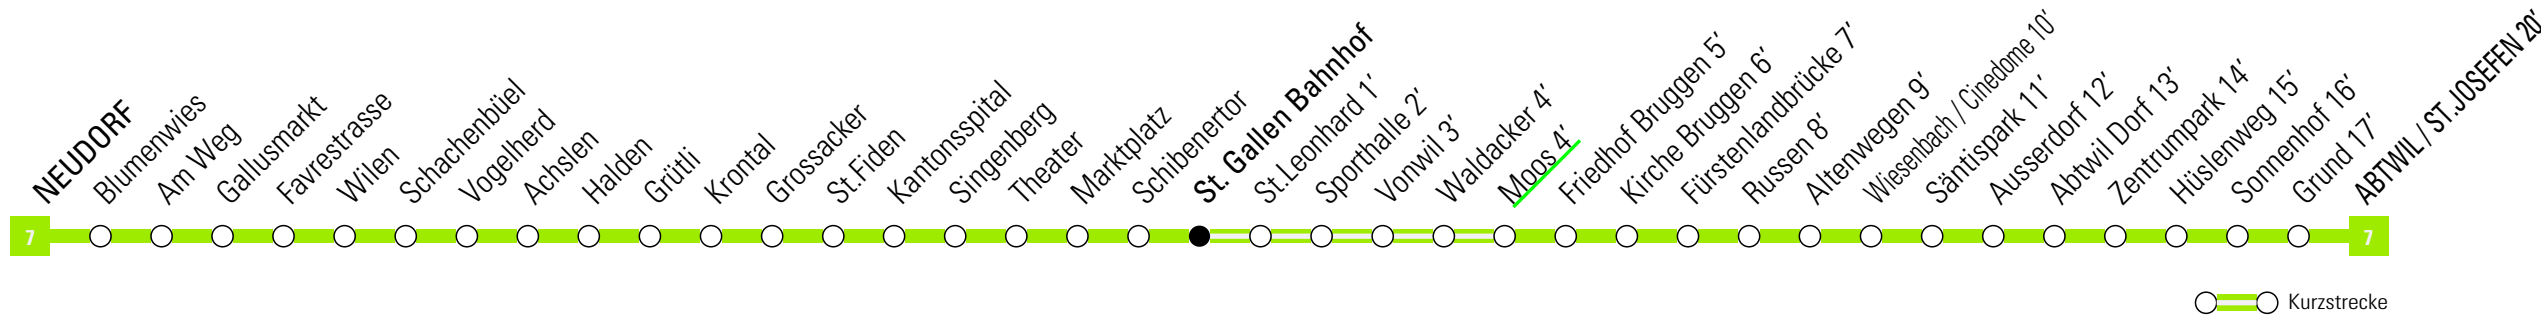 NEUDORF
Blumenwies
Am Weg
Gallusmarkt
Favrestrasse
Wilen
Schachenbüel
Vogelherd
Achslen
Halden
Grütli
Krontal
Grossacker
St.Fiden
Kantonsspital
Singenberg
Theater
Marktplatz
Schibenertor
St. Gallen Bahnhof
St.Leonhard 1'
Sporthalle 2'
Vonwil 3'
Waldacker 4'
Moos 4'
Friedhof Bruggen 5'
Kirche Bruggen 6'
Fürstenlandbrücke 7'
Russen 8'
Altenwegen 9'
Wiesenbach / Cinedome 10'
Säntispark 11'
Ausserdorf 12'
Abtwil Dorf 13'
Zentrumpark 14'
Hüslenweg 15'
Sonnenhof 16'
Grund 17'
ABTWIL / ST.JOSEFEN 20'
7
7
Kurzstrecke